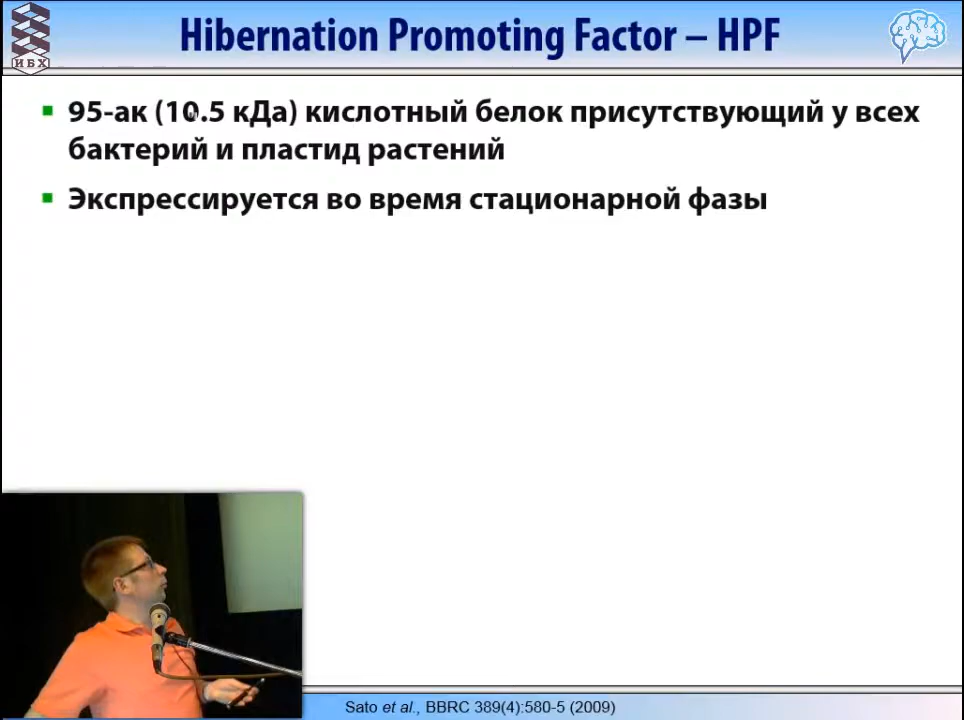 Hibernation Promoting Factor – HPF
ИБХ
95-ак (10.5 кДа) кислотный белок присутствующий у всех
бактерий и пластид растений
Экспрессируется во время стационарной фазы
Sato et al., BBRC 389(4):580-5 (2009)